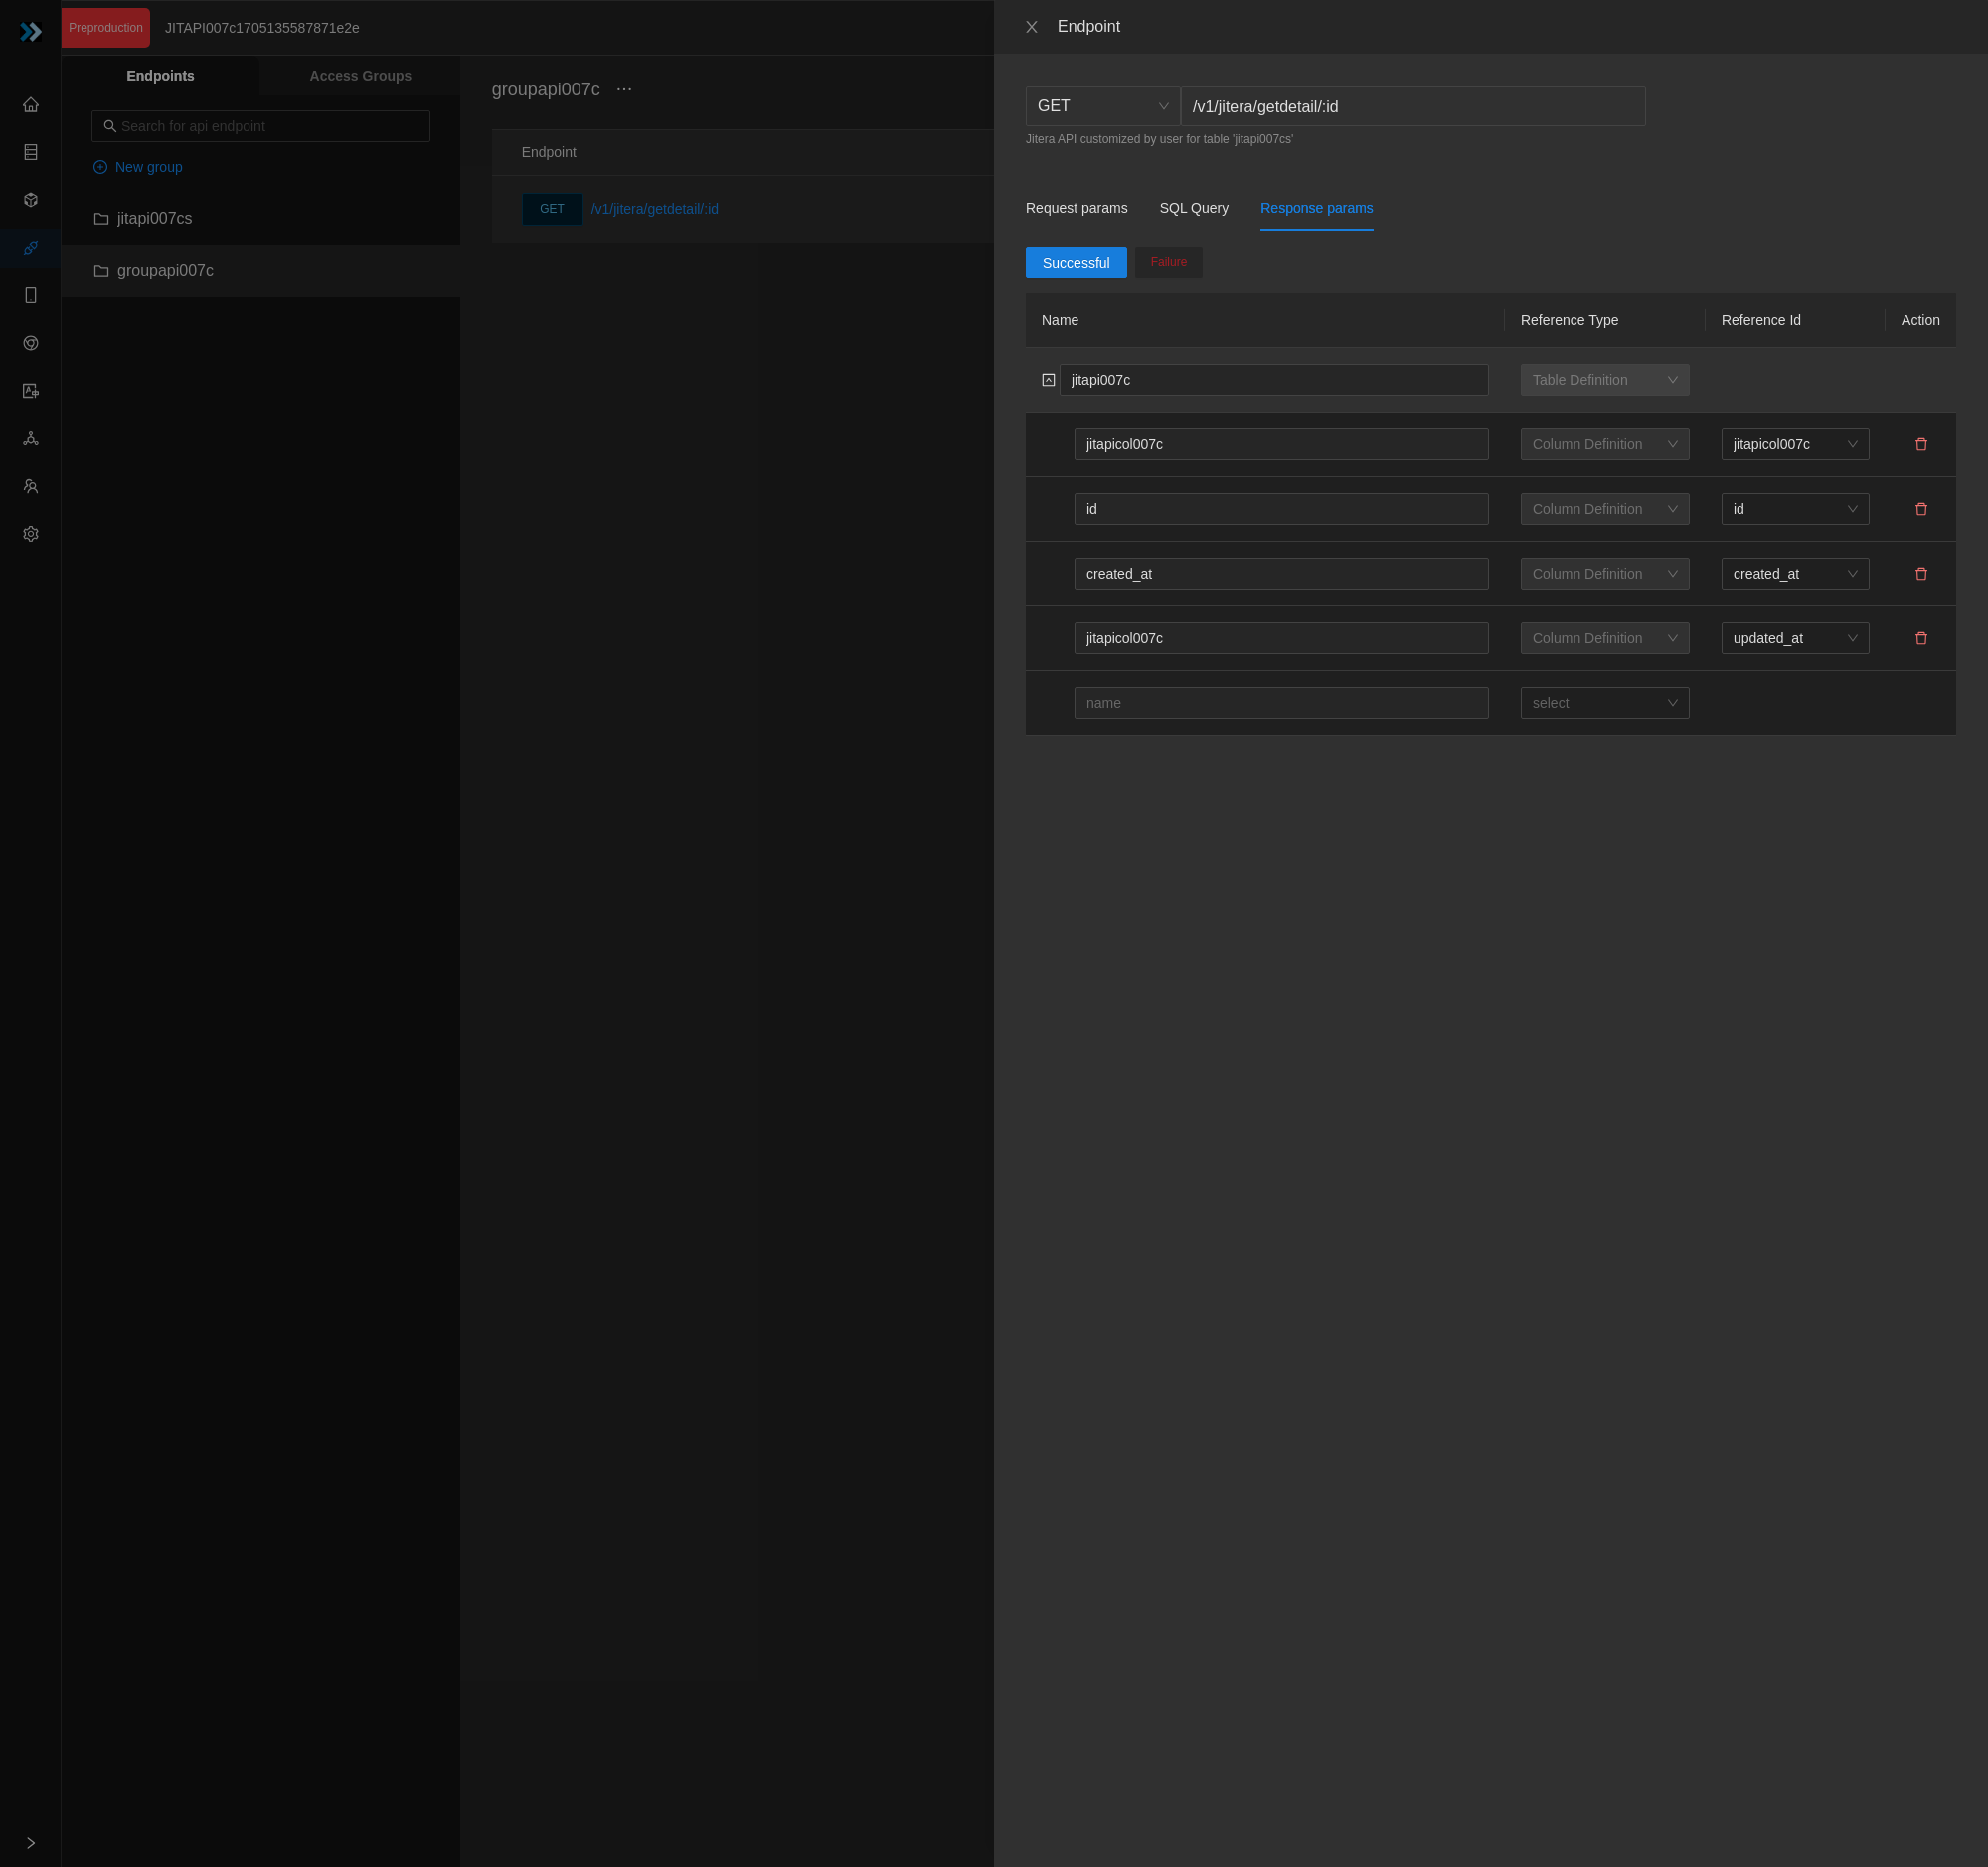 Preproduction
JITAPI007c1705135587871e2e
Endpoints
Access Groups
Search for api endpoint
New group
jitapi007cs
groupapi007c
groupapi007c ...
Endpoint
GET /v1/jitera/getdetail/:id
Endpoint
GET /v1/jitera/getdetail/:id
Jitera API customized by user for table 'jitapi007cs'
Request params SQL Query Response params
Successful Failure
Name Reference Type Reference Id Action
jitapi007c Table Definition
jitapicol007c Column Definition jitapicol007c
id Column Definition id
created_at Column Definition created_at
jitapicol007c Column Definition updated_at
name select